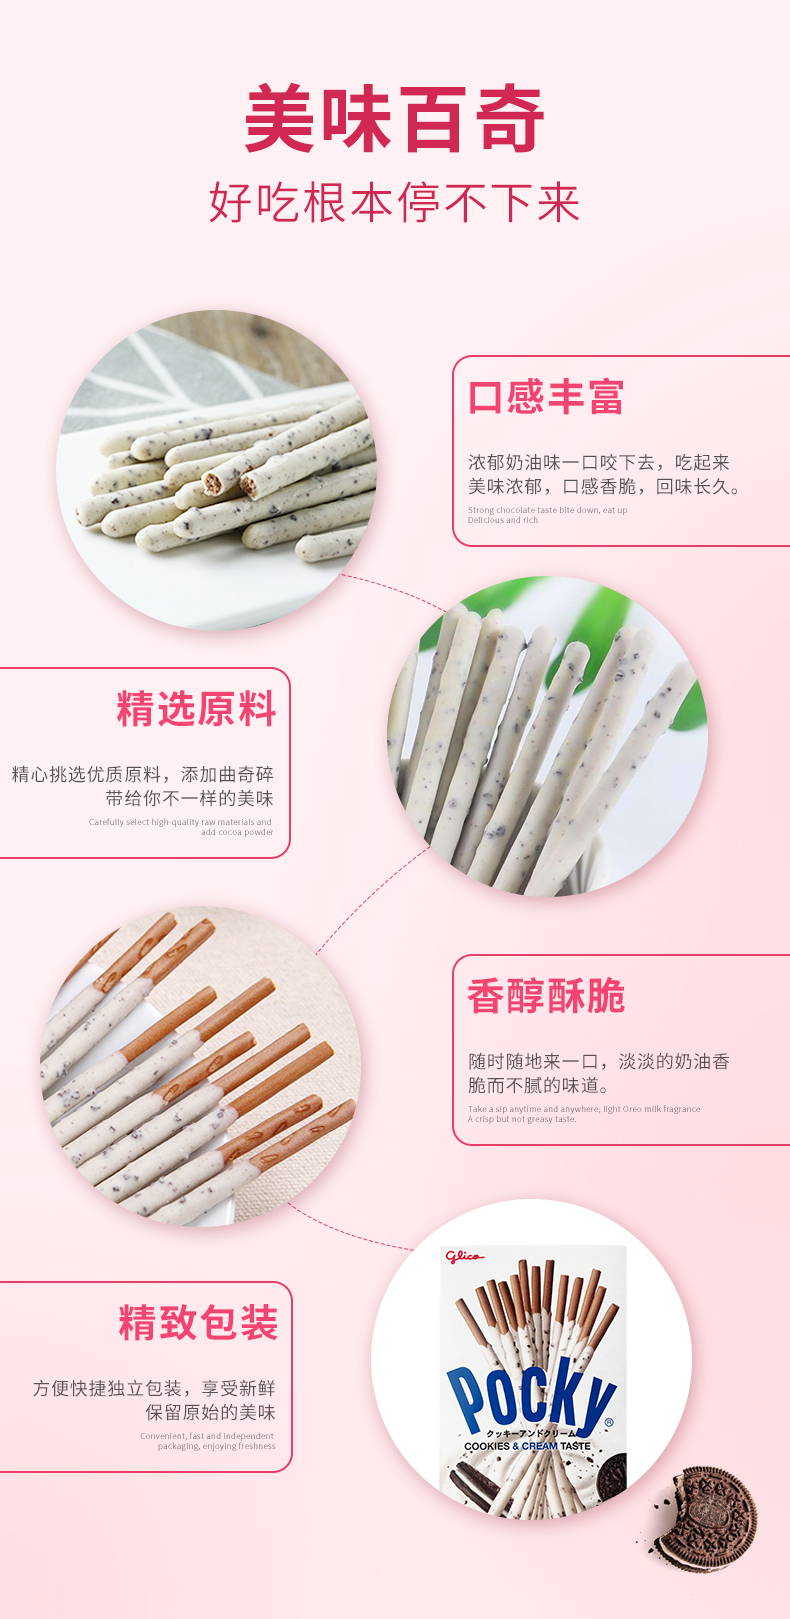 美味百奇
好吃根本停不下来
口感丰富
浓郁奶油味一口咬下去，吃起来
美味浓郁，口感香脆，回味长久。
Strong chocolate taste bite down, eat up
Delicious and rich
精选原料
精心挑选优质原料，添加曲奇碎
带给你不一样的美味
Carefully select high-quality raw materials and
add cocoa powder
香醇酥脆
随时随地来一口，淡淡的奶油香
脆而不腻的味道。
Take a sip anytime and anywhere, light Oreo milk fragrance
A crisp but not greasy taste.
Glico
Pocky®
クッキーアンドクリーム
COOKIES & CREAM TASTE
精致包装
方便快捷独立包装，享受新鲜
保留原始的美味
Convenient, fast and independent
packaging, enjoying freshness